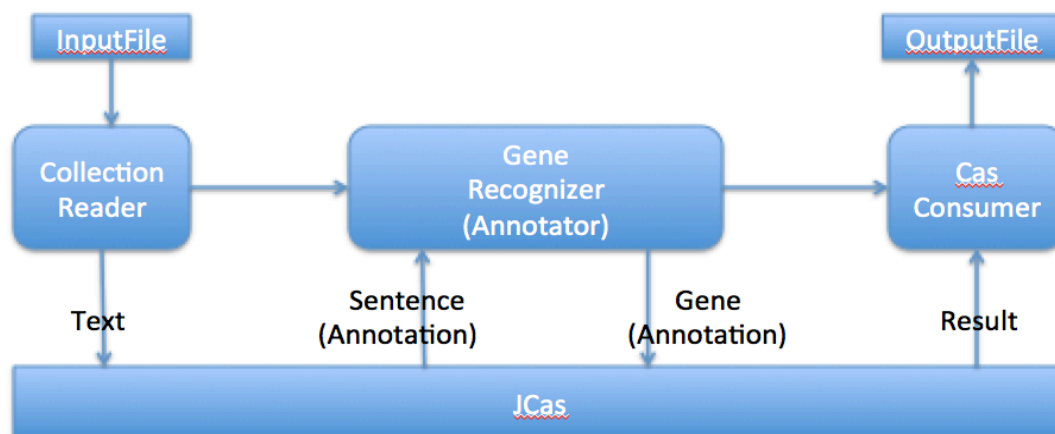 InputFile
OutputFile
Collection
Reader
Gene
Recognizer
(Annotator)
Cas
Consumer
Text
Sentence
(Annotation)
Gene
(Annotation)
Result
JCas